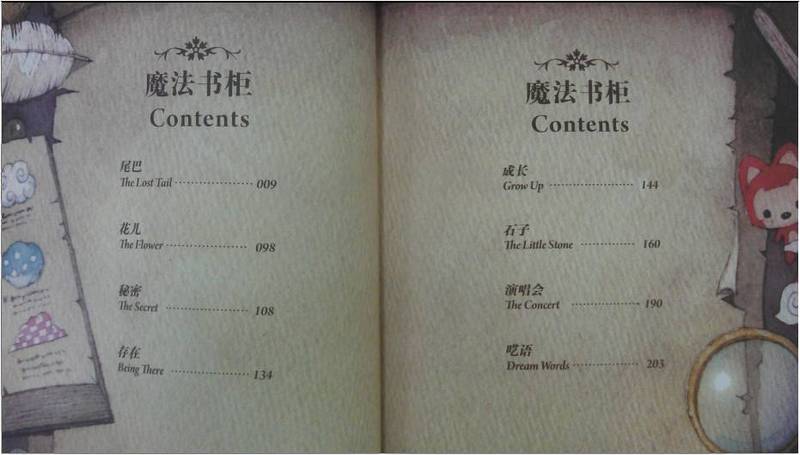 魔法书柜
Contents
尾巴
The Lost Tail 009
花儿
The Flower 098
秘密
The Secret 108
存在
Being There 134
魔法书柜
Contents
成长
Grow Up 144
石子
The Little Stone 160
演唱会
The Concert 190
呓语
Dream Words 203